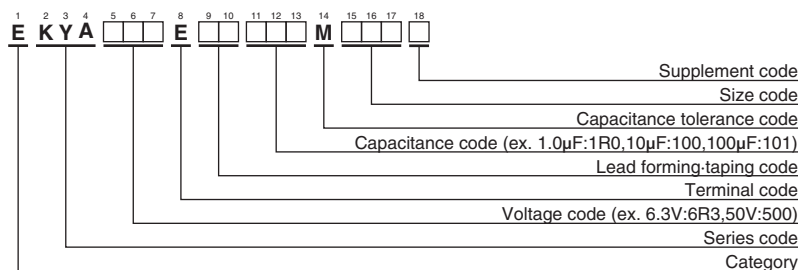 1 2 3 4 5 6 7 8 9 10 11 12 13 14 15 16 17 18
E K Y A E M
Supplement code
Size code
Capacitance tolerance code
Capacitance code (ex. 1.0μF:1R0,10μF:100,100μF:101)
Lead forming·taping code
Terminal code
Voltage code (ex. 6.3V:6R3,50V:500)
Series code
Category